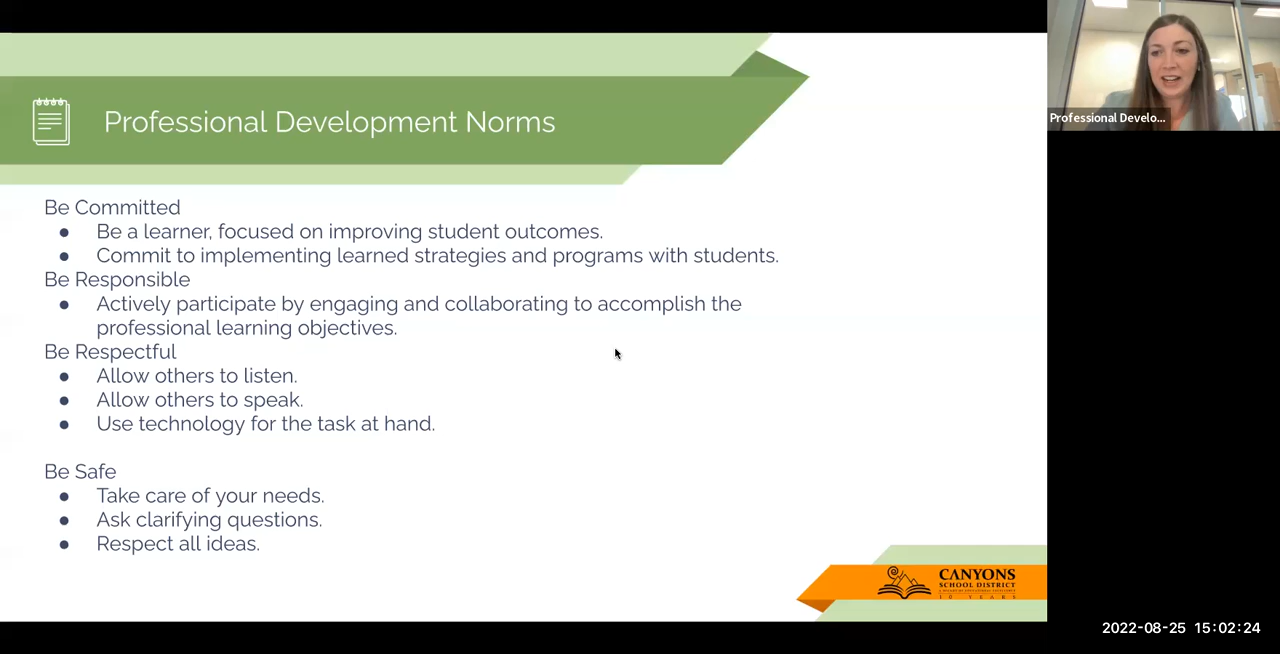 Professional Development Norms
Professional Develo...
Be Committed
● Be a learner, focused on improving student outcomes.
● Commit to implementing learned strategies and programs with students.
Be Responsible
● Actively participate by engaging and collaborating to accomplish the
professional learning objectives.
Be Respectful
● Allow others to listen.
● Allow others to speak.
● Use technology for the task at hand.
Be Safe
● Take care of your needs.
● Ask clarifying questions.
● Respect all ideas.
CANYONS
SCHOOL DISTRICT
10 YEARS
2022-08-25 15:02:24